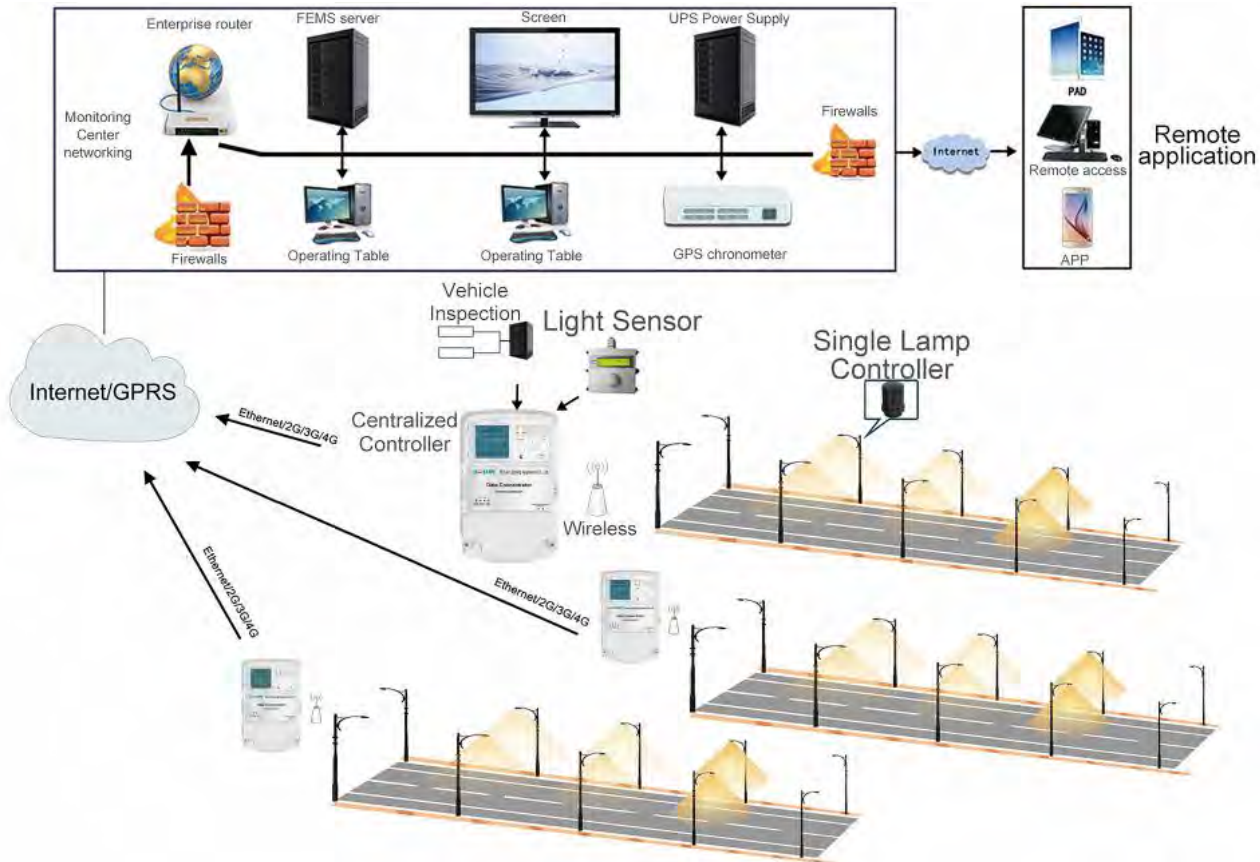 Enterprise router
FEMS server
Screen
UPS Power Supply
Monitoring
Center
networking
Firewalls
Firewalls
Operating Table
Operating Table
GPS chronometer
Internet
PAD
Remote access
APP
Remote
application
Vehicle
Inspection
Light Sensor
Single Lamp
Controller
Internet/GPRS
Ethernet/2G/3G/4G
Centralized
Controller
Data Concentrator
Wireless
Ethernet/2G/3G/4G
Ethernet/2G/3G/4G